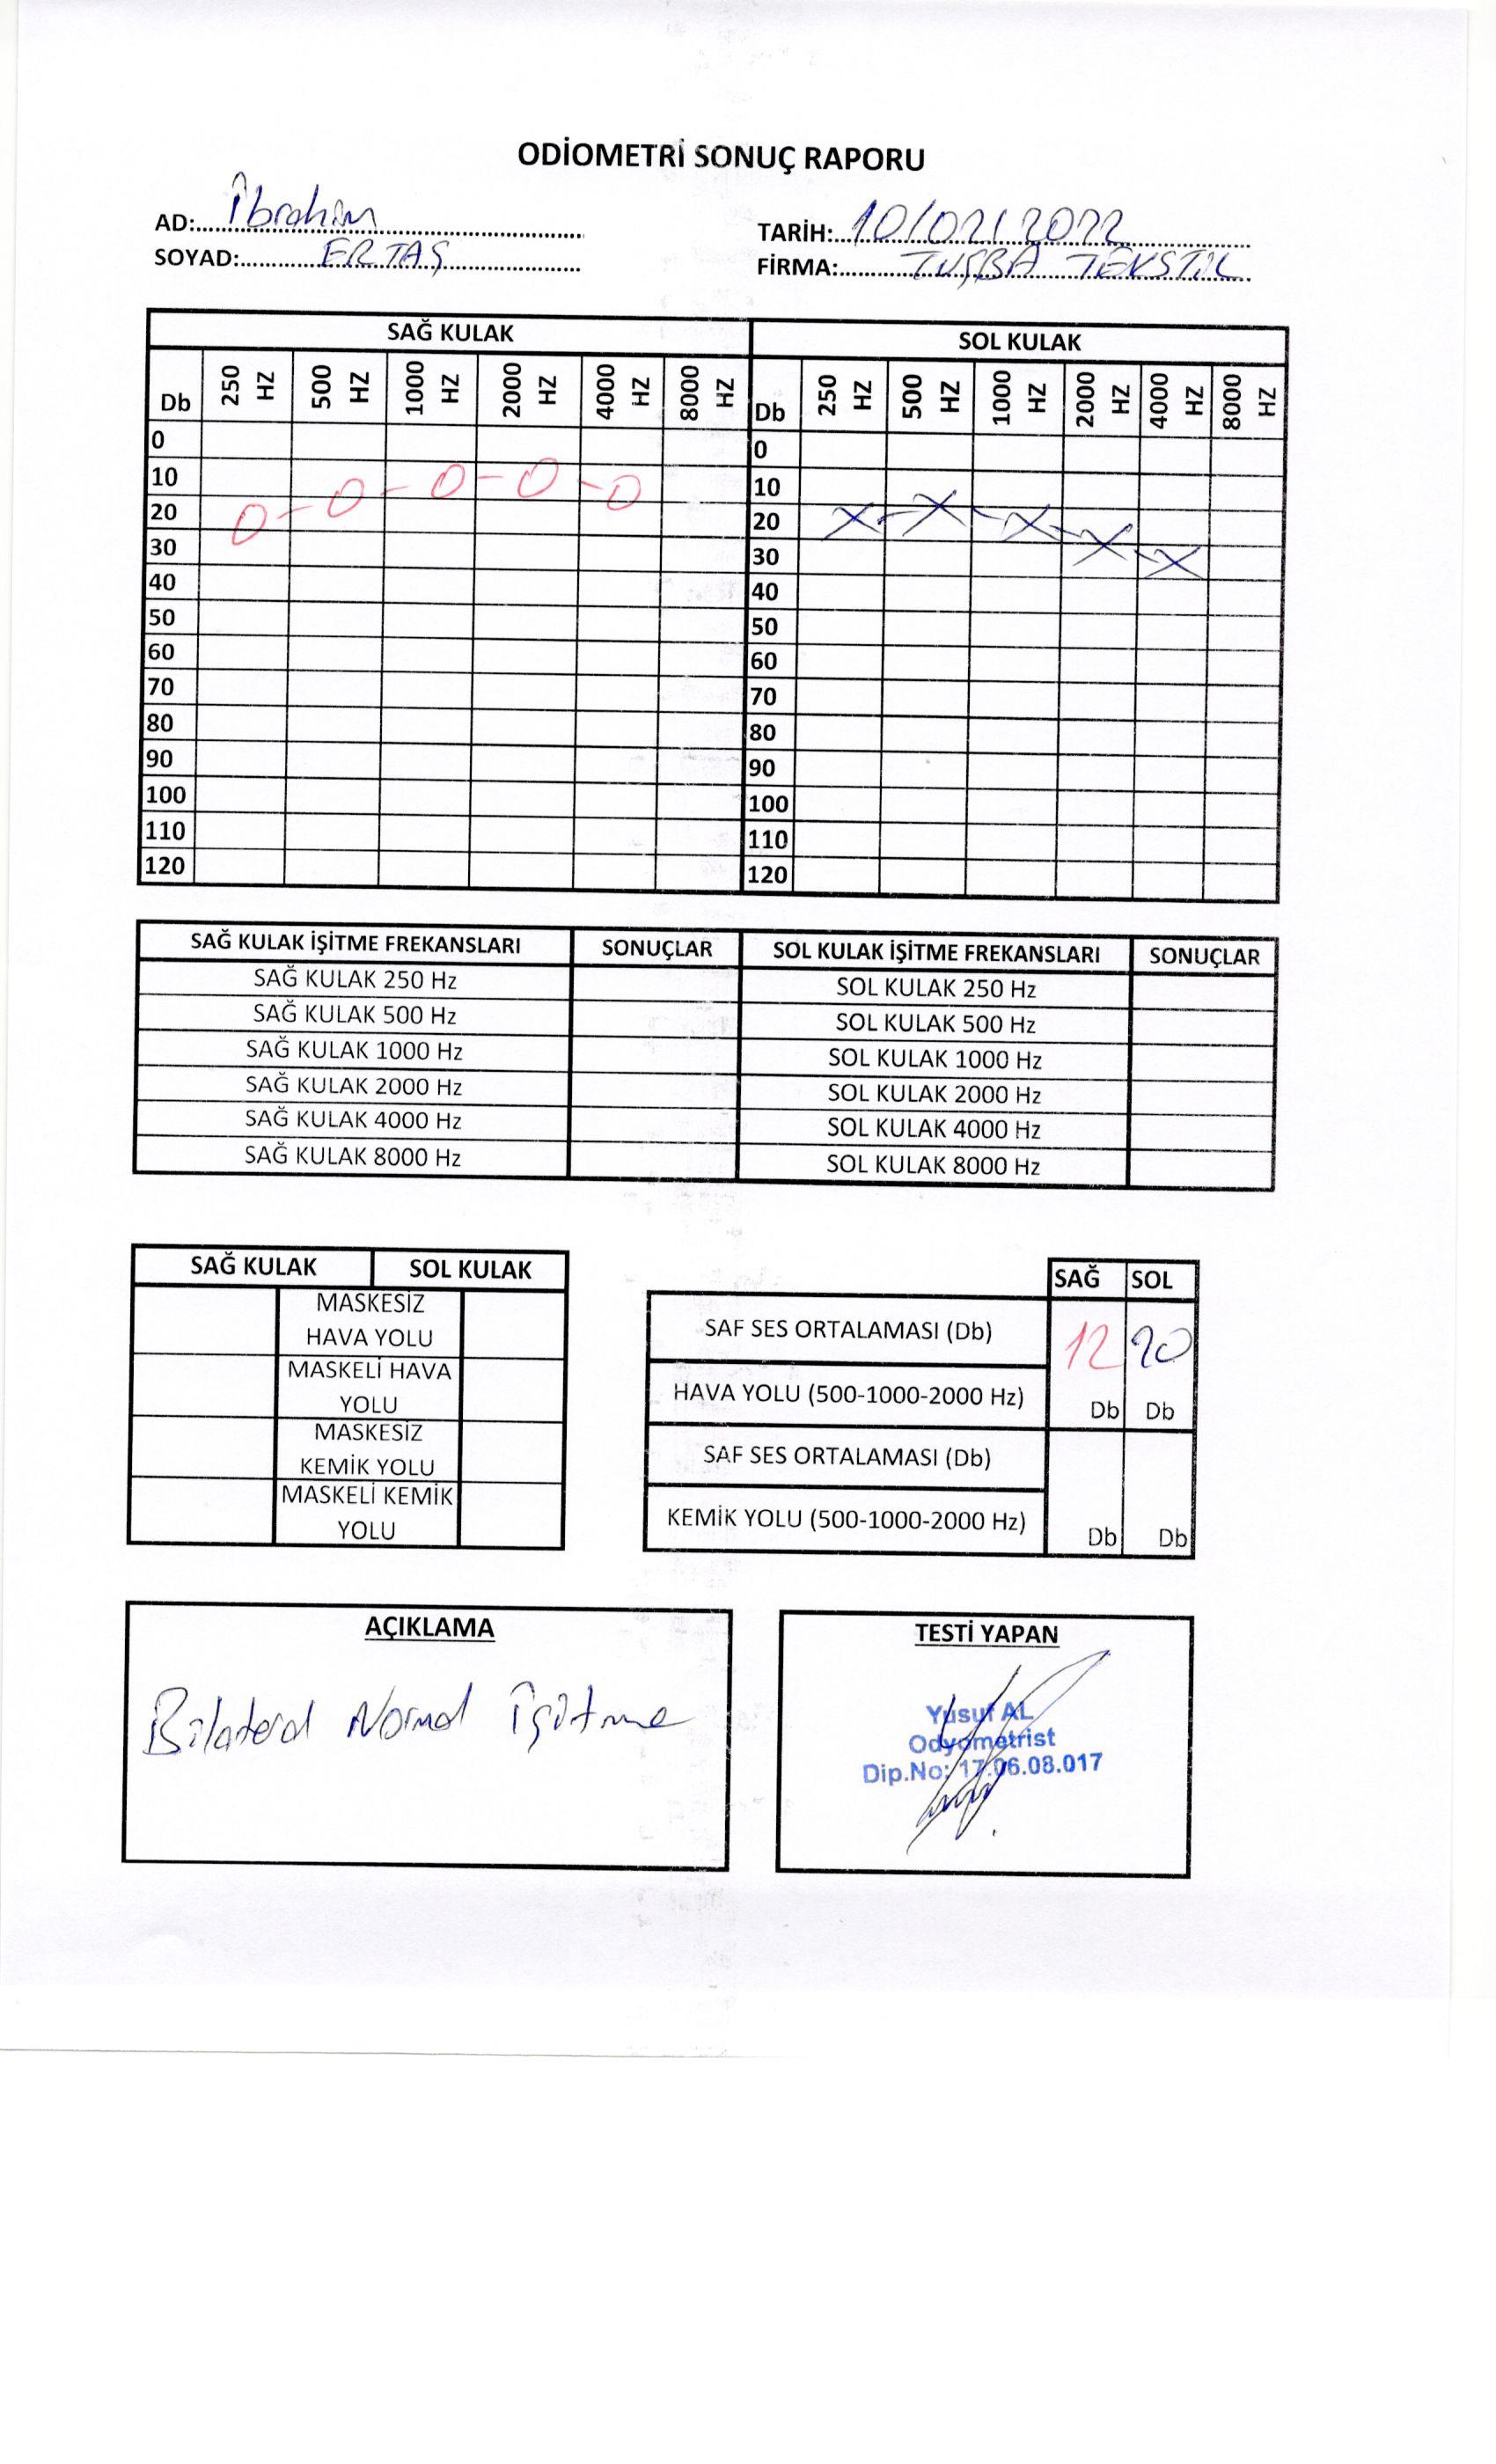 ODİOMETRİ SONUÇ RAPORU
AD: İbrahim
TARİH: 10/02/2022
SOYAD: ERTAŞ
FİRMA: TUŞBA TEKSTİL
SAĞ KULAK SOL KULAK
Db 250 HZ 500 HZ 1000 HZ 2000 HZ 4000 HZ 8000 HZ Db 250 HZ 500 HZ 1000 HZ 2000 HZ 4000 HZ 8000 HZ
0 0
10 10
20 20
30 30
40 40
50 50
60 60
70 70
80 80
90 90
100 100
110 110
120 120
SAĞ KULAK İŞİTME FREKANSLARI SONUÇLAR SOL KULAK İŞİTME FREKANSLARI SONUÇLAR
SAĞ KULAK 250 Hz SOL KULAK 250 Hz
SAĞ KULAK 500 Hz SOL KULAK 500 Hz
SAĞ KULAK 1000 Hz SOL KULAK 1000 Hz
SAĞ KULAK 2000 Hz SOL KULAK 2000 Hz
SAĞ KULAK 4000 Hz SOL KULAK 4000 Hz
SAĞ KULAK 8000 Hz SOL KULAK 8000 Hz
SAĞ KULAK SOL KULAK
MASKESİZ
HAVA YOLU
MASKELİ HAVA
YOLU
MASKESİZ
KEMİK YOLU
MASKELİ KEMİK
YOLU
SAĞ SOL
SAF SES ORTALAMASI (Db) 12 20
HAVA YOLU (500-1000-2000 Hz) Db Db
SAF SES ORTALAMASI (Db)
KEMİK YOLU (500-1000-2000 Hz) Db Db
AÇIKLAMA
Bilateral Normal İşitme
TESTİ YAPAN
Yusuf AL
Odyometrist
Dip.No: 17.06.08.017